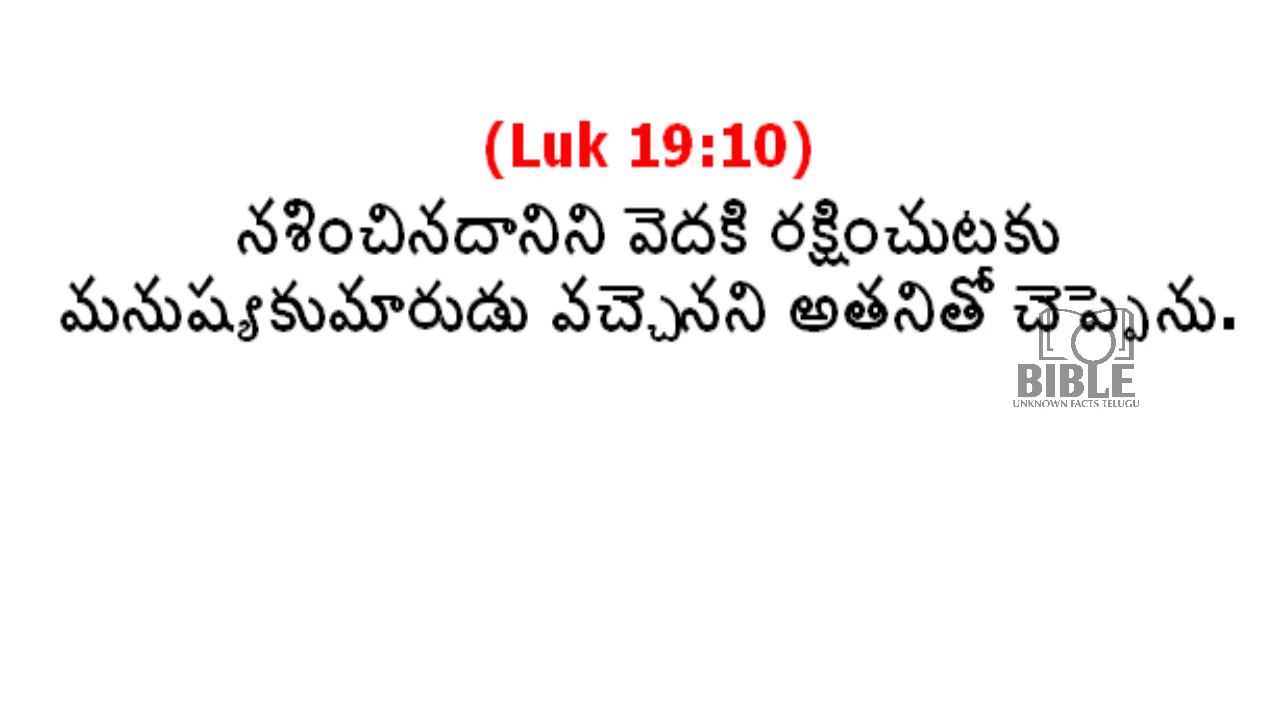 (Luk 19:10)
నశించినదానిని వెదకి రక్షించుటకు
మనుష్యకుమారుడు వచ్చెనని అతనితో చెప్పెను.
BIBLE
UNKNOWN FACTS TELUGU